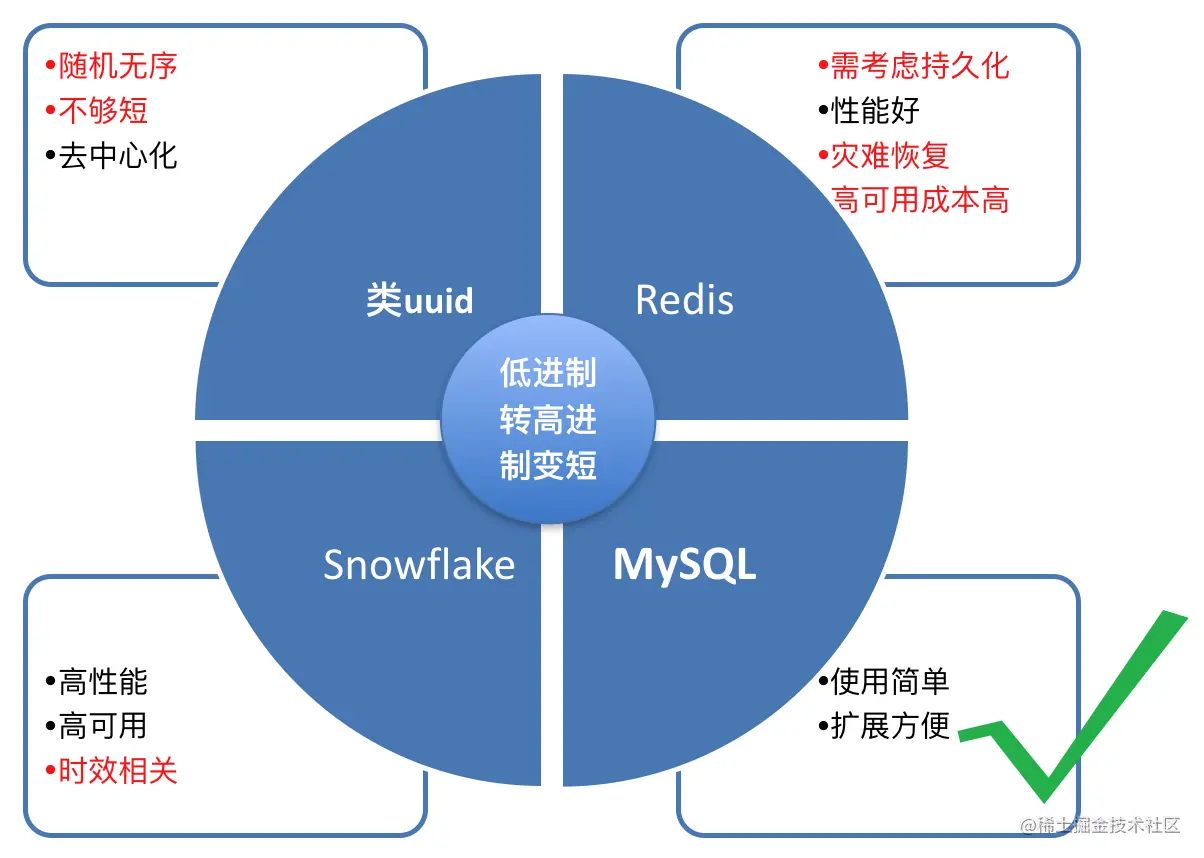 •随机无序
•不够短
•去中心化
•需考虑持久化
•性能好
•灾难恢复
高可用成本高
类uuid
Redis
低进制
转高进
制变短
Snowflake
MySQL
•高性能
•高可用
•时效相关
•使用简单
•扩展方便
@稀土掘金技术社区